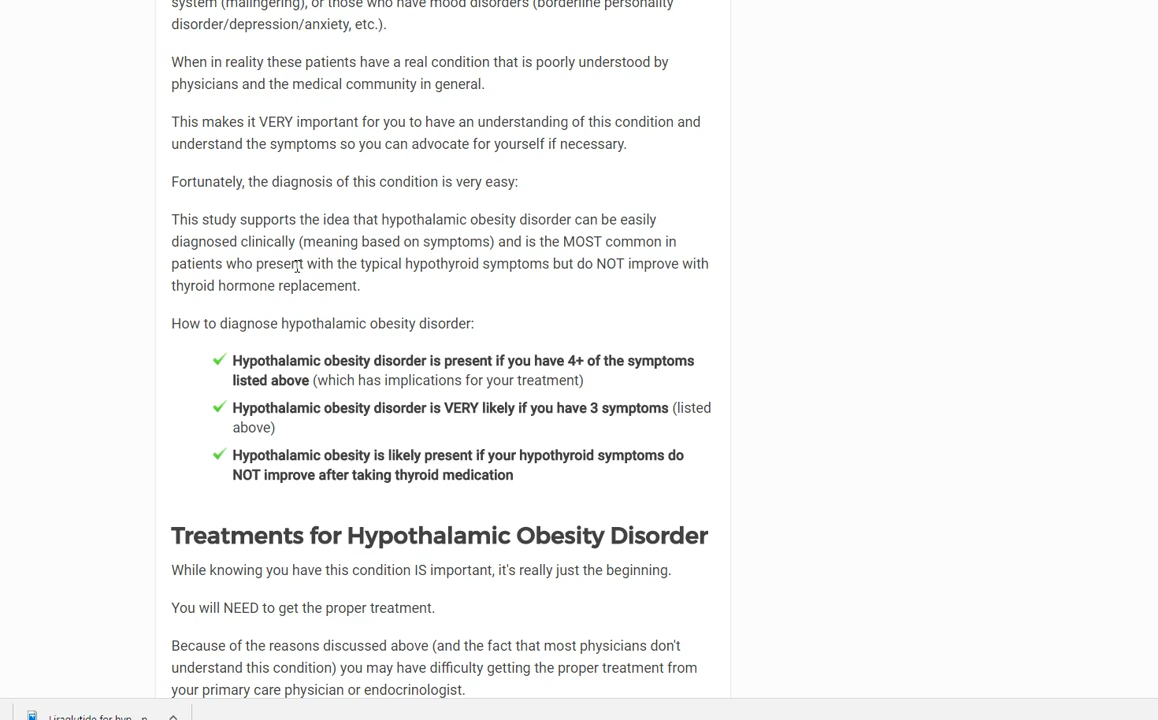 system (malingering), or those who have mood disorders (borderline personality
disorder/depression/anxiety, etc.).
When in reality these patients have a real condition that is poorly understood by
physicians and the medical community in general.
This makes it VERY important for you to have an understanding of this condition and
understand the symptoms so you can advocate for yourself if necessary.
Fortunately, the diagnosis of this condition is very easy:
This study supports the idea that hypothalamic obesity disorder can be easily
diagnosed clinically (meaning based on symptoms) and is the MOST common in
patients who present with the typical hypothyroid symptoms but do NOT improve with
thyroid hormone replacement.
How to diagnose hypothalamic obesity disorder:
Hypothalamic obesity disorder is present if you have 4+ of the symptoms
listed above (which has implications for your treatment)
Hypothalamic obesity disorder is VERY likely if you have 3 symptoms (listed
above)
Hypothalamic obesity is likely present if your hypothyroid symptoms do
NOT improve after taking thyroid medication
Treatments for Hypothalamic Obesity Disorder
While knowing you have this condition IS important, it's really just the beginning.
You will NEED to get the proper treatment.
Because of the reasons discussed above (and the fact that most physicians don't
understand this condition) you may have difficulty getting the proper treatment from
your primary care physician or endocrinologist.
Liraglutide for hyp....p